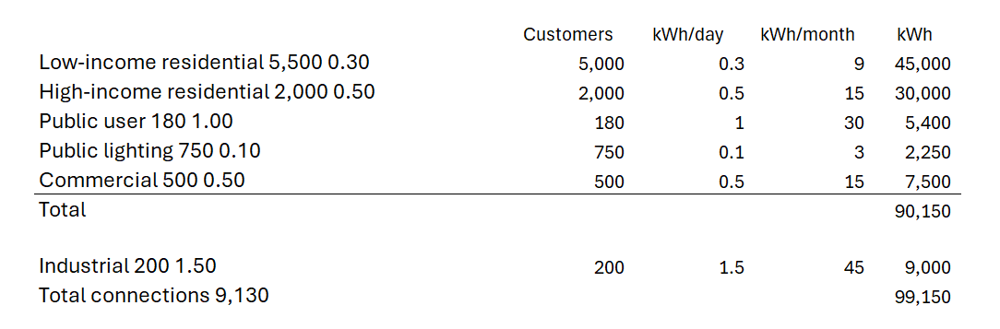 Customers kWh/day kWh/month kWh
Low-income residential 5,500 0.30 5,000 0.3 9 45,000
High-income residential 2,000 0.50 2,000 0.5 15 30,000
Public user 180 1.00 180 1 30 5,400
Public lighting 750 0.10 750 0.1 3 2,250
Commercial 500 0.50 500 0.5 15 7,500
Total 90,150
Industrial 200 1.50 200 1.5 45 9,000
Total connections 9,130 99,150